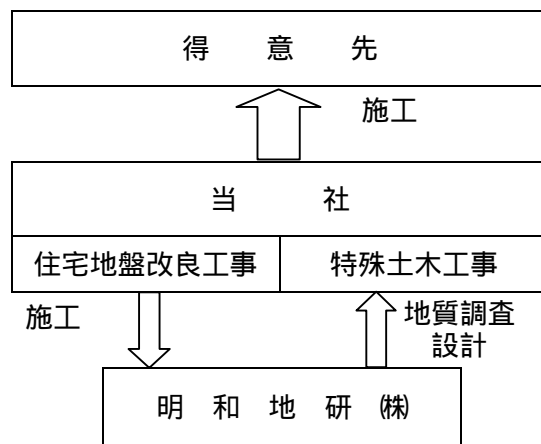 得 意 先
施工
当 社
住宅地盤改良工事 特殊土木工事
施工
地質調査
設計
明 和 地 研 ㈱